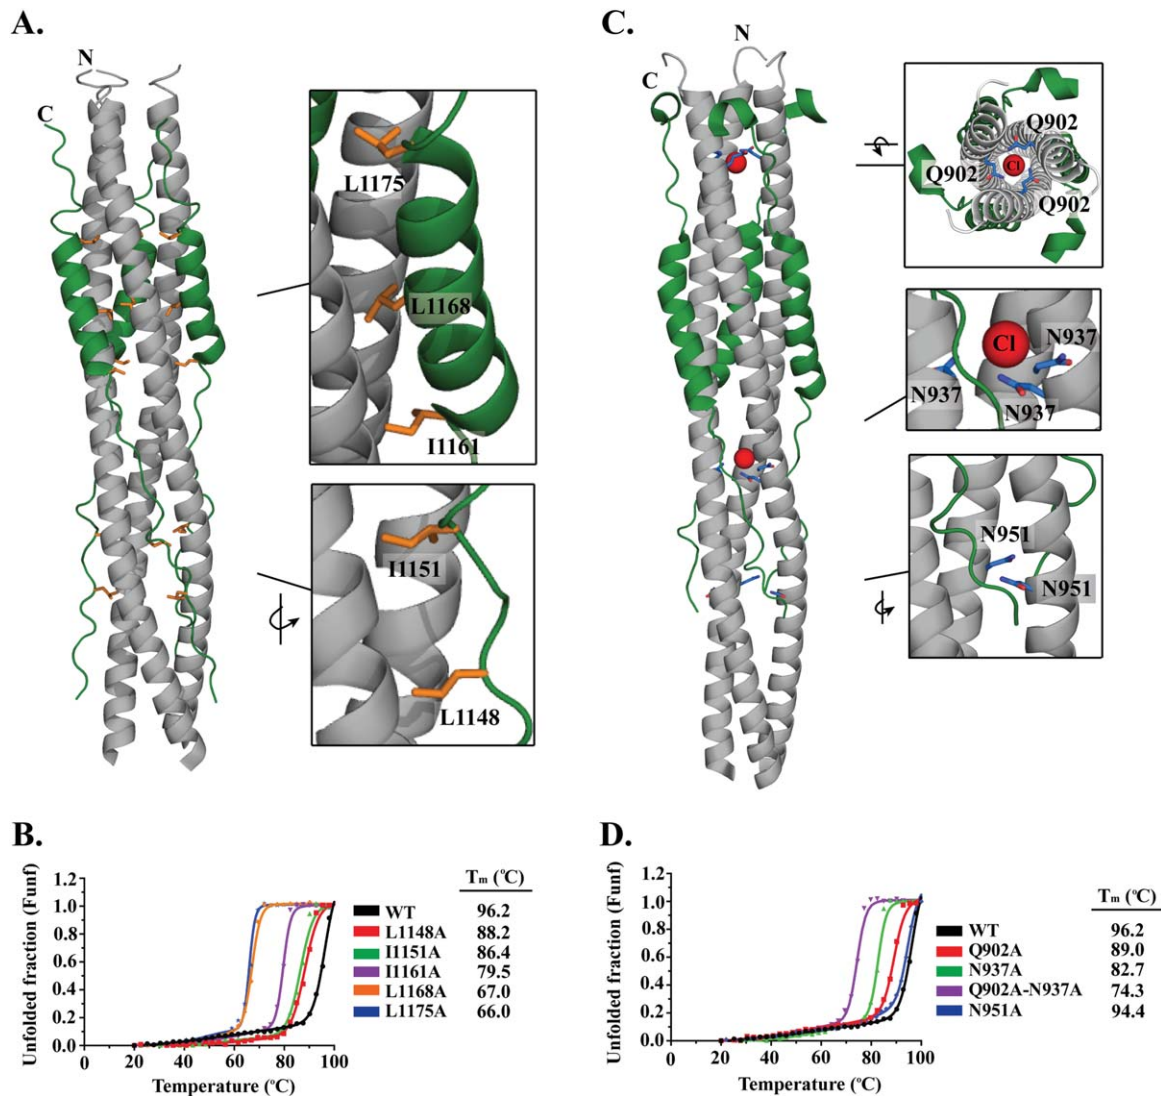 A.
N
C
L1175
L1168
I1161
I1151
L1148
C.
N
C
Q902
Q902
Cl
Q902
Cl
N937
N937
N937
N951
N951
B.
Unfolded fraction (Funf)
1.2
1.0
0.8
0.6
0.4
0.2
0.0
0 20 40 60 80 100
Temperature (°C)
Tm (°C)
WT 96.2
L1148A 88.2
I1151A 86.4
I1161A 79.5
L1168A 67.0
L1175A 66.0
D.
Unfolded fraction (Funf)
1.2
1.0
0.8
0.6
0.4
0.2
0.0
0 20 40 60 80 100
Temperature (°C)
Tm (°C)
WT 96.2
Q902A 89.0
N937A 82.7
Q902A-N937A 74.3
N951A 94.4